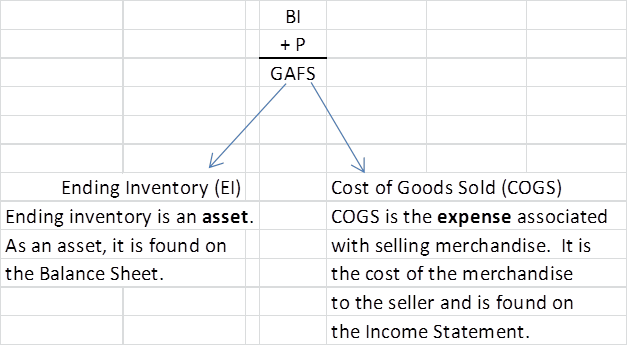 BI
+ P
GAFS
Ending Inventory (EI)
Ending inventory is an asset.
As an asset, it is found on
the Balance Sheet.
Cost of Goods Sold (COGS)
COGS is the expense associated
with selling merchandise.  It is
the cost of the merchandise
to the seller and is found on
the Income Statement.